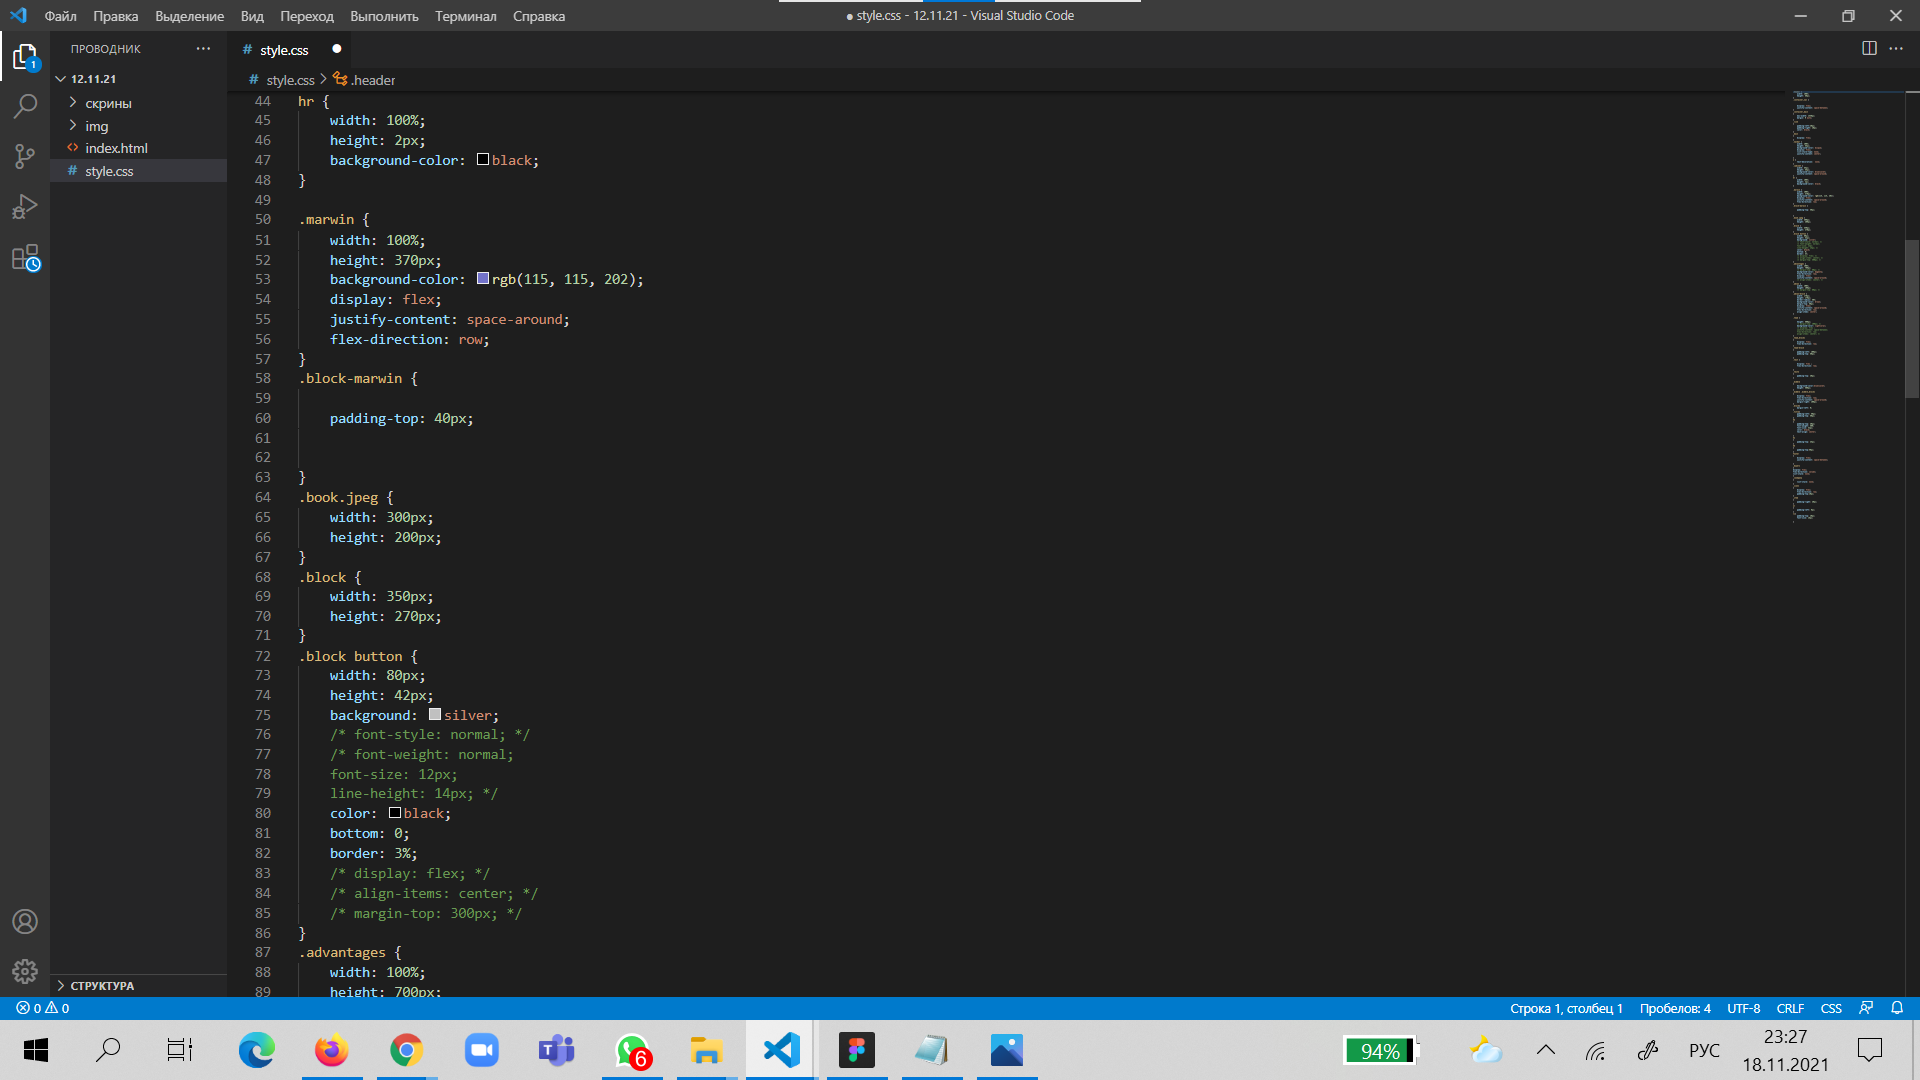 Файл Правка Выделение Вид Переход Выполнить Терминал Справка
● style.css - 12.11.21 - Visual Studio Code
ПРОВОДНИК
# style.css
1
12.11.21
# style.css > .header
скрины
img
<> index.html
# style.css
44 hr {
45 width: 100%;
46 height: 2px;
47 background-color: black;
48 }
49
50 .marwin {
51 width: 100%;
52 height: 370px;
53 background-color: rgb(115, 115, 202);
54 display: flex;
55 justify-content: space-around;
56 flex-direction: row;
57 }
58 .block-marwin {
59
60 padding-top: 40px;
61
62
63 }
64 .book.jpeg {
65 width: 300px;
66 height: 200px;
67 }
68 .block {
69 width: 350px;
70 height: 270px;
71 }
72 .block button {
73 width: 80px;
74 height: 42px;
75 background: silver;
76 /* font-style: normal; */
77 /* font-weight: normal;
78 font-size: 12px;
79 line-height: 14px; */
80 color: black;
81 bottom: 0;
82 border: 3%;
83 /* display: flex; */
84 /* align-items: center; */
85 /* margin-top: 300px; */
86 }
87 .advantages {
88 width: 100%;
89 height: 700px;
СТРУКТУРА
0 0
Строка 1, столбец 1 Пробелов: 4 UTF-8 CRLF CSS
6
94%
РУС
23:27
18.11.2021